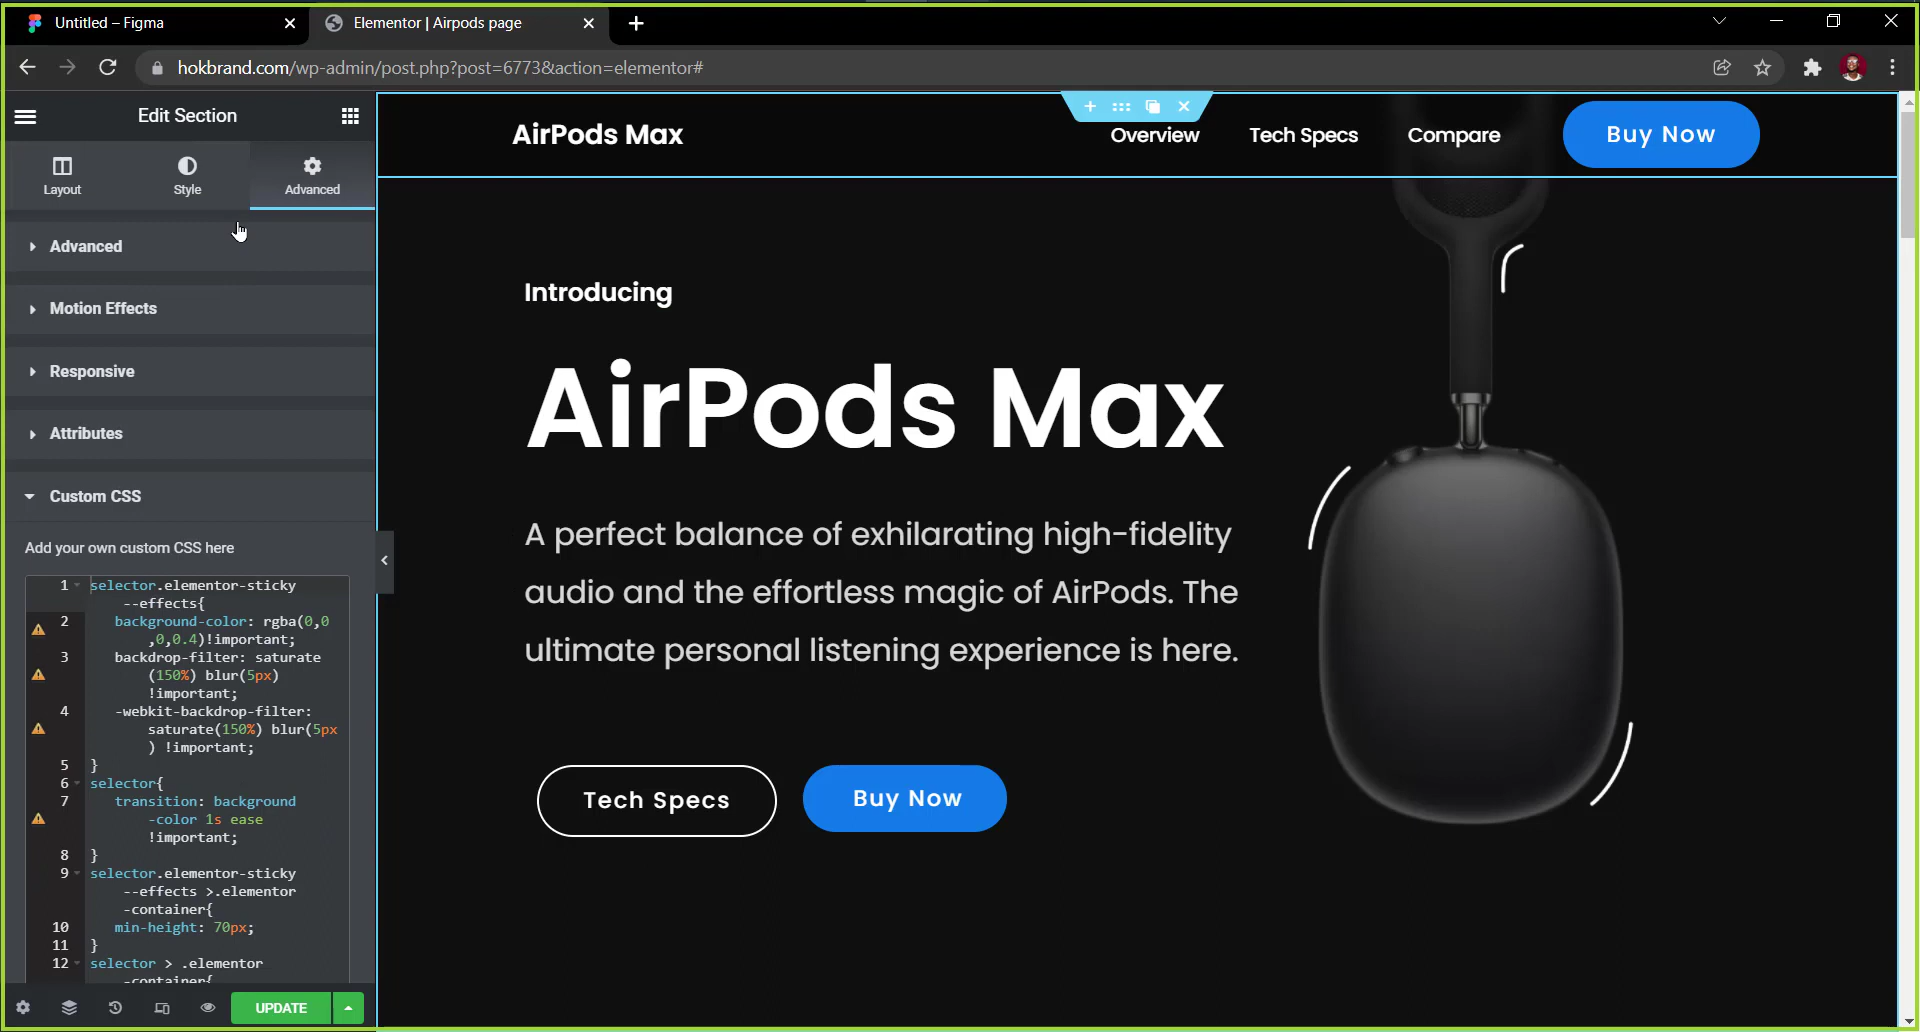 Untitled – Figma
Elementor | Airpods page
hokbrand.com/wp-admin/post.php?post=6773&action=elementor#
Edit Section
Layout
Style
Advanced
Advanced
Motion Effects
Responsive
Attributes
Custom CSS
Add your own custom CSS here
1 selector.elementor-sticky
--effects{
2 background-color: rgba(0,0
,0,0.4)!important;
3 backdrop-filter: saturate
(150%) blur(5px)
!important;
4 -webkit-backdrop-filter:
saturate(150%) blur(5px
) !important;
5 }
6 selector{
7 transition: background
-color 1s ease
!important;
8 }
9 selector.elementor-sticky
--effects >.elementor
-container{
10 min-height: 70px;
11 }
12 selector > .elementor
-container{
UPDATE
AirPods Max
Overview
Tech Specs
Compare
Buy Now
Introducing
AirPods Max
A perfect balance of exhilarating high-fidelity
audio and the effortless magic of AirPods. The
ultimate personal listening experience is here.
Tech Specs
Buy Now